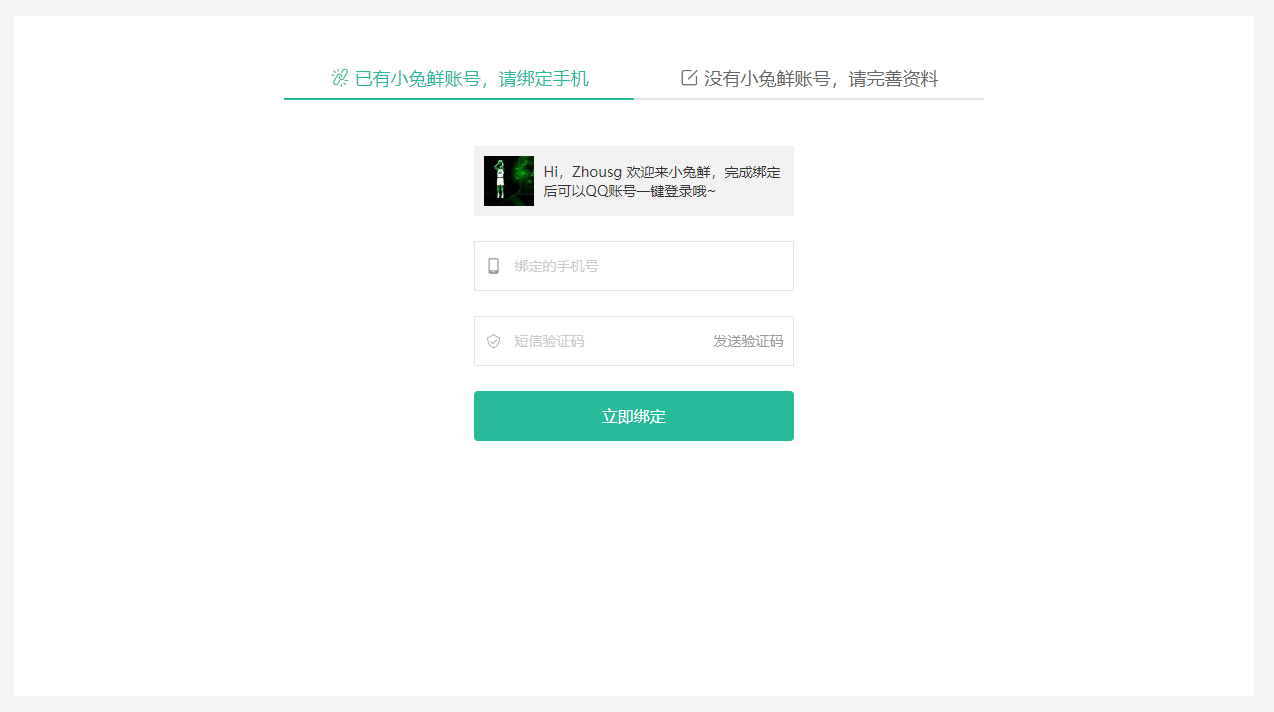 已有小兔鲜账号，请绑定手机
没有小兔鲜账号，请完善资料
Hi，Zhousg 欢迎来小兔鲜，完成绑定
后可以QQ账号一键登录哦~
绑定的手机号
短信验证码
发送验证码
立即绑定